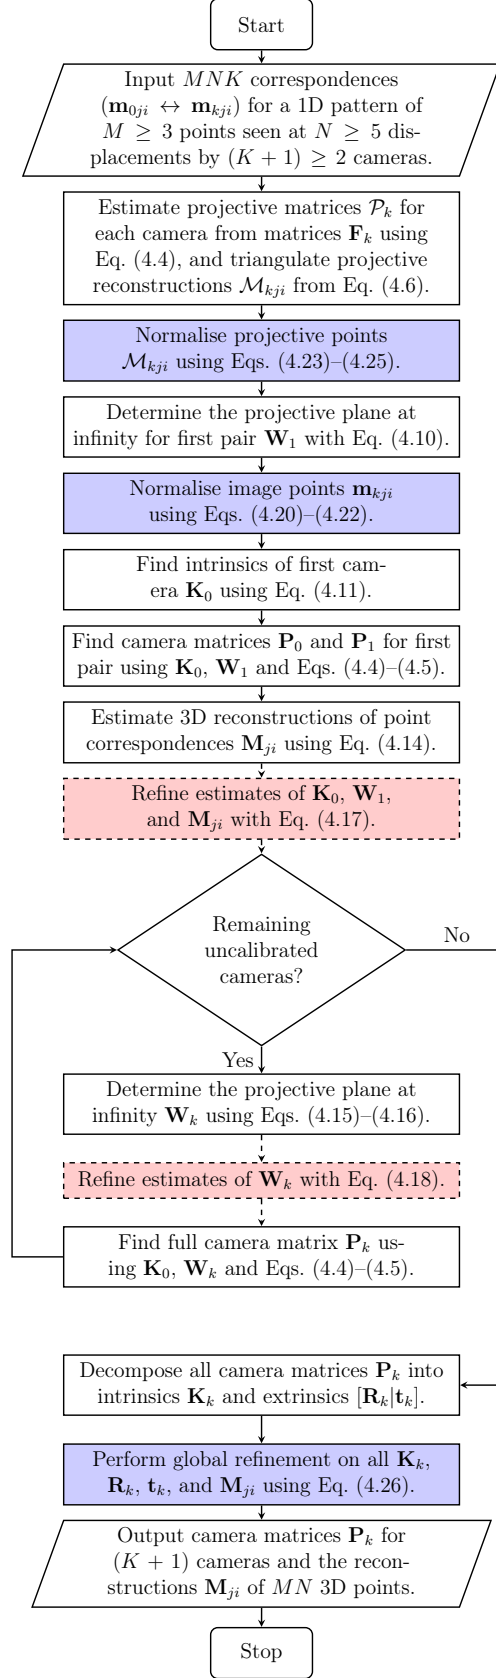 Start
Input MNK correspondences
(m₀ⱼᵢ ↔ mₖⱼᵢ) for a 1D pattern of
M ≥ 3 points seen at N ≥ 5 dis-
placements by (K + 1) ≥ 2 cameras.
Estimate projective matrices 𝒫ₖ for
each camera from matrices Fₖ using
Eq. (4.4), and triangulate projective
reconstructions ℳₖⱼᵢ from Eq. (4.6).
Normalise projective points
ℳₖⱼᵢ using Eqs. (4.23)–(4.25).
Determine the projective plane at
infinity for first pair W₁ with Eq. (4.10).
Normalise image points mₖⱼᵢ
using Eqs. (4.20)–(4.22).
Find intrinsics of first cam-
era K₀ using Eq. (4.11).
Find camera matrices P₀ and P₁ for first
pair using K₀, W₁ and Eqs. (4.4)–(4.5).
Estimate 3D reconstructions of point
correspondences Mⱼᵢ using Eq. (4.14).
Refine estimates of K₀, W₁,
and Mⱼᵢ with Eq. (4.17).
Remaining
uncalibrated
cameras?
No
Yes
Determine the projective plane at
infinity Wₖ using Eqs. (4.15)–(4.16).
Refine estimates of Wₖ with Eq. (4.18).
Find full camera matrix Pₖ us-
ing K₀, Wₖ and Eqs. (4.4)–(4.5).
Decompose all camera matrices Pₖ into
intrinsics Kₖ and extrinsics [Rₖ|tₖ].
Perform global refinement on all Kₖ,
Rₖ, tₖ, and Mⱼᵢ using Eq. (4.26).
Output camera matrices Pₖ for
(K + 1) cameras and the recon-
structions Mⱼᵢ of MN 3D points.
Stop